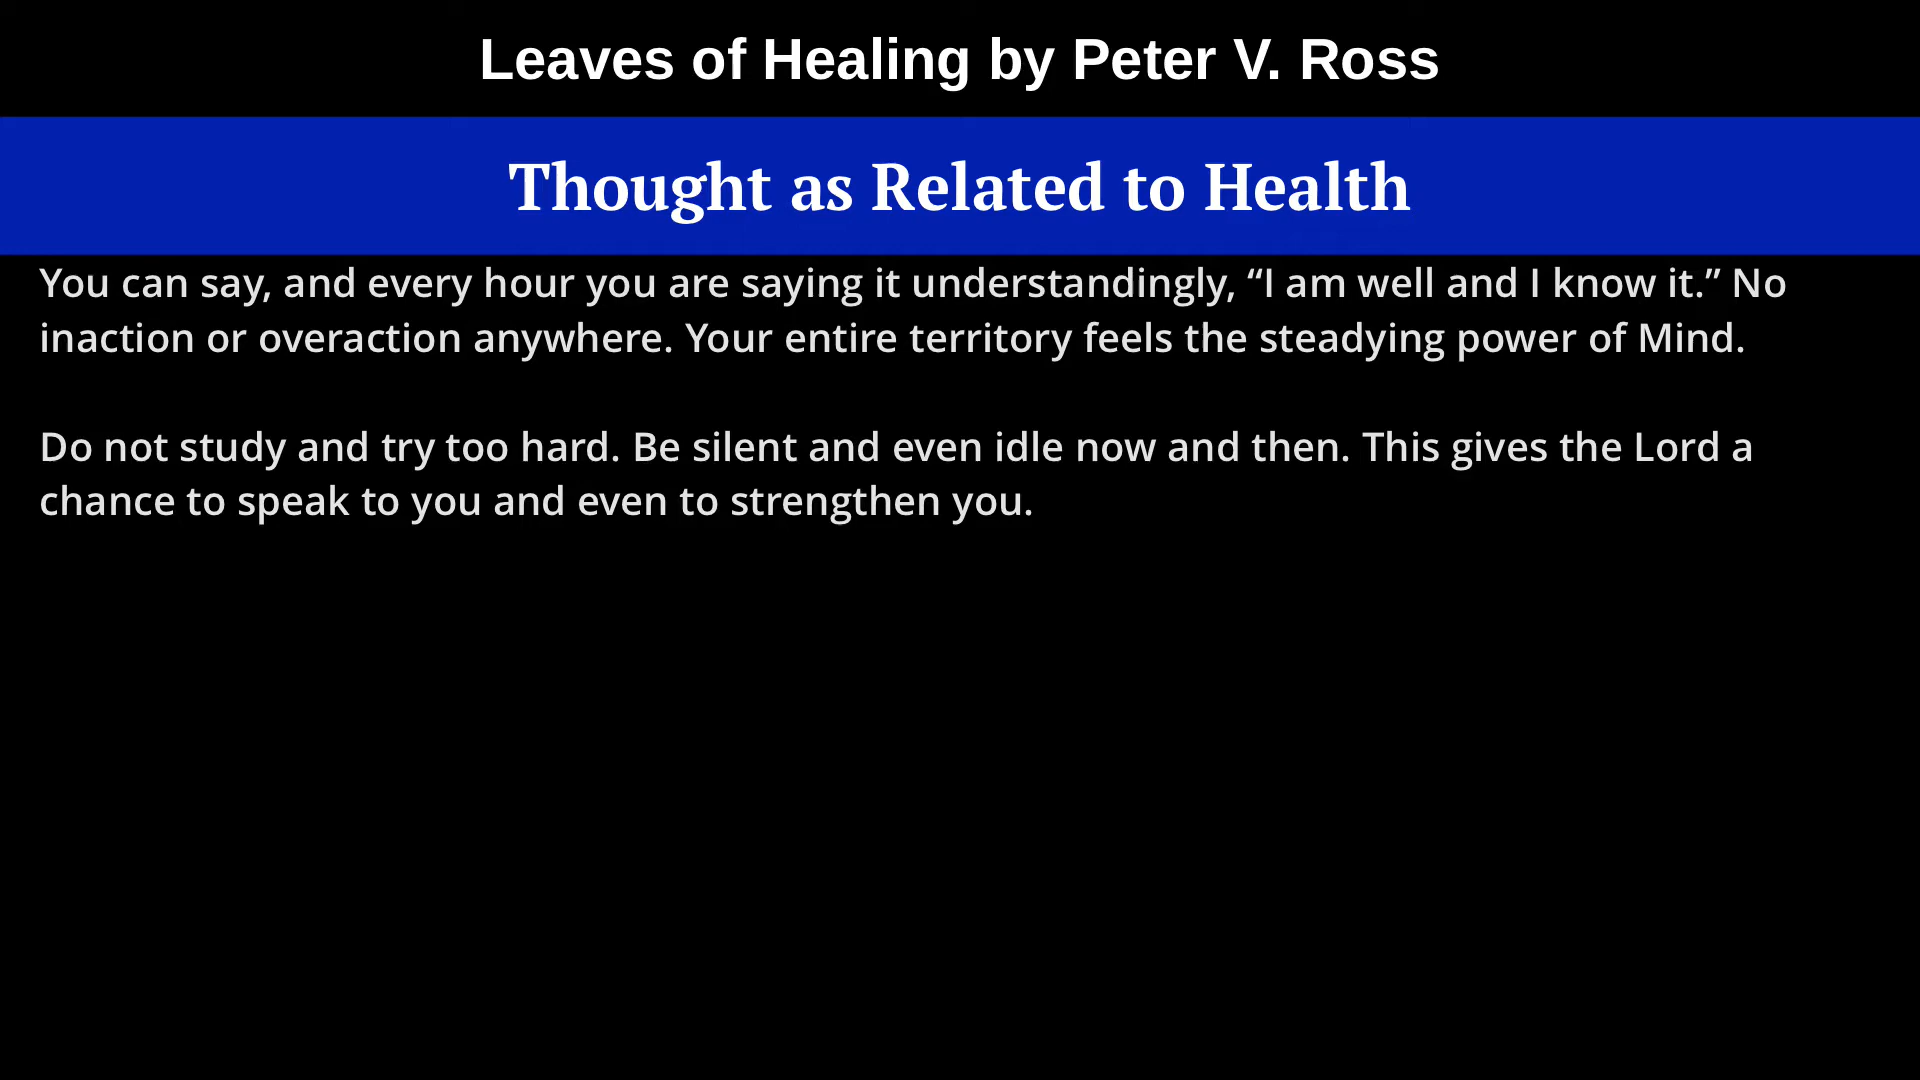 Leaves of Healing by Peter V. Ross
Thought as Related to Health
You can say, and every hour you are saying it understandingly, “I am well and I know it.” No
inaction or overaction anywhere. Your entire territory feels the steadying power of Mind.
Do not study and try too hard. Be silent and even idle now and then. This gives the Lord a
chance to speak to you and even to strengthen you.